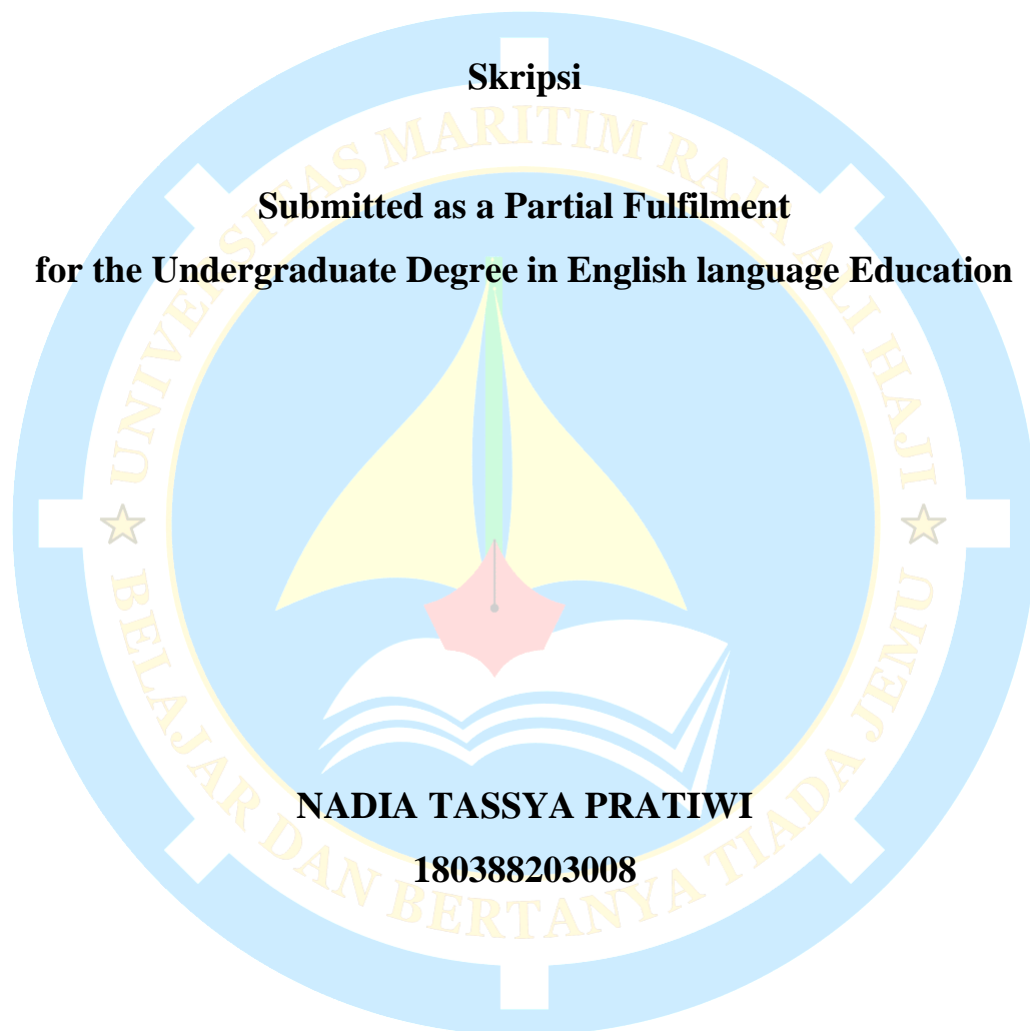 Skripsi
Submitted as a Partial Fulfilment
for the Undergraduate Degree in English language Education
NADIA TASSYA PRATIWI
180388203008
UNIVERSITAS MARITIM RAJA ALI HAJI
BELAJAR DAN BERTANYA TIADA JEMU